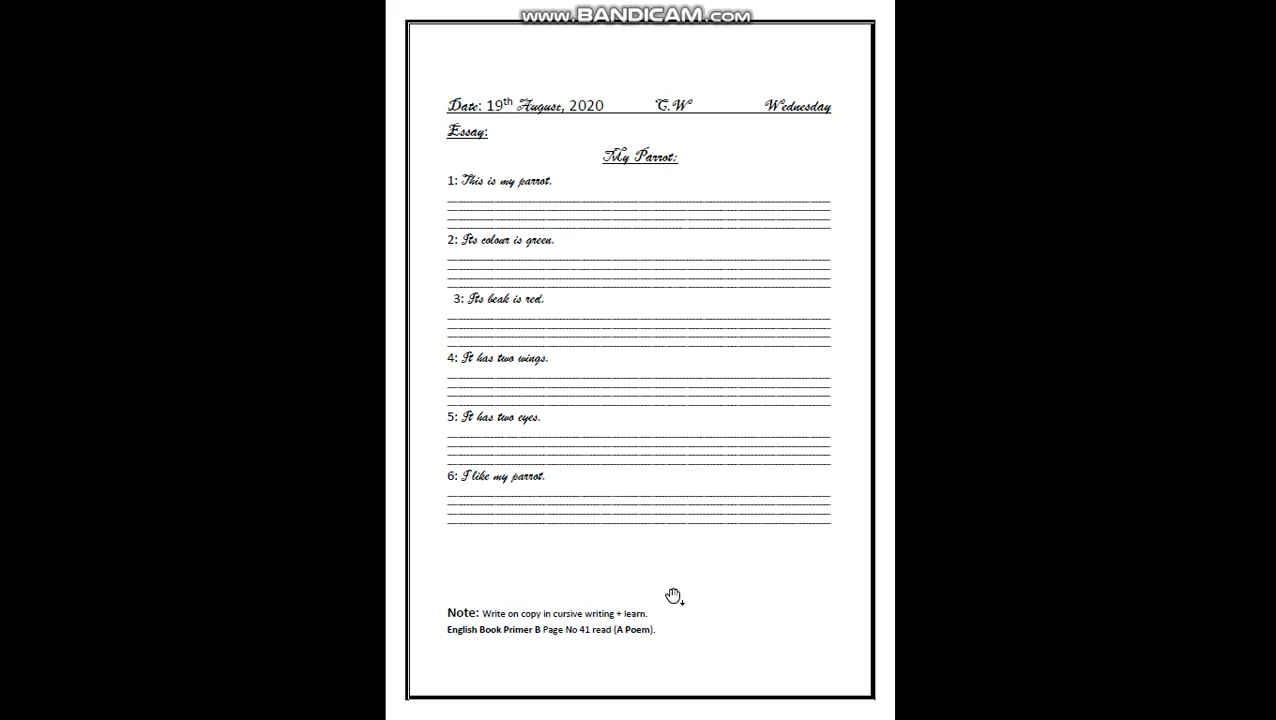 www.BANDICAM.com
Date: 19th August, 2020 C.W Wednesday
Essay:
My Parrot:
1: This is my parrot.
2: Its colour is green.
3: Its beak is red.
4: It has two wings.
5: It has two eyes.
6: I like my parrot.
Note: Write on copy in cursive writing + learn.
English Book Primer B Page No 41 read (A Poem).